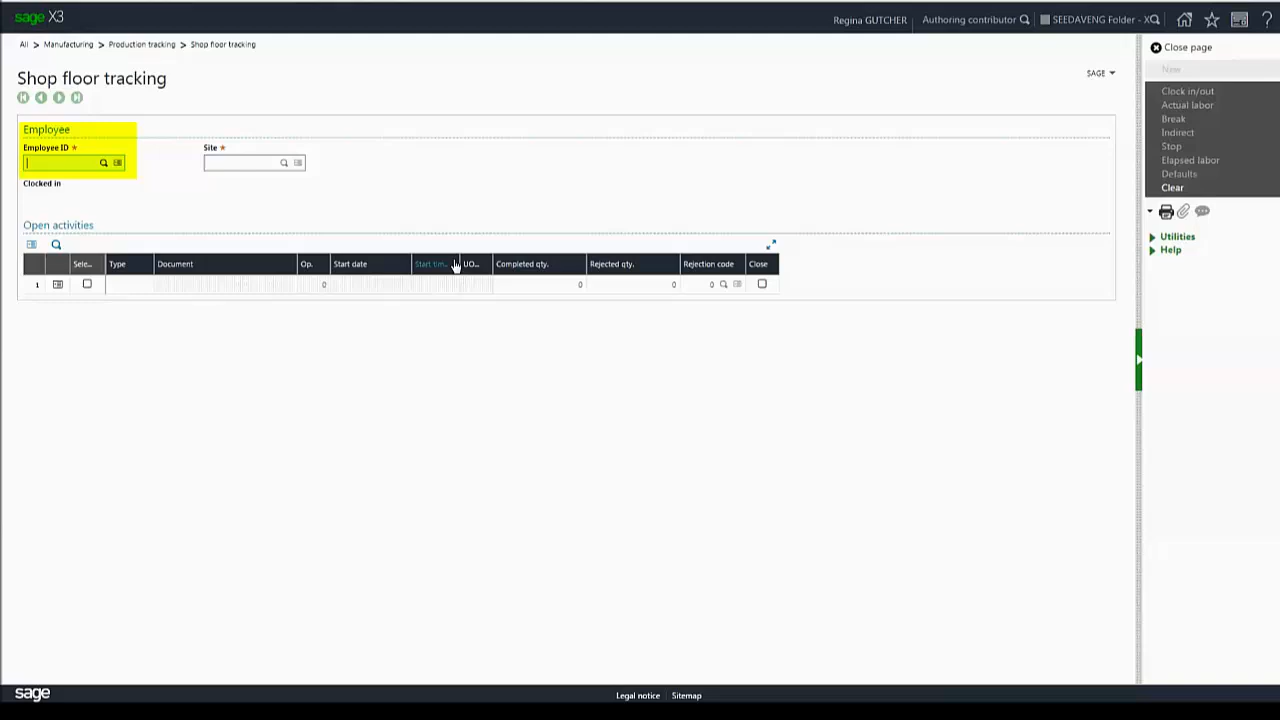 sage X3
Regina GUTCHER
Authoring contributor
SEEDAVENG Folder - X
All > Manufacturing > Production tracking > Shop floor tracking
Shop floor tracking
SAGE
Employee
Employee ID *
Site *
Clocked in
Open activities
Sele... Type Document Op. Start date Start tim... UO... Completed qty. Rejected qty. Rejection code Close
1 0 0 0 0
Close page
New
Clock in/out
Actual labor
Break
Indirect
Stop
Elapsed labor
Defaults
Clear
Utilities
Help
sage
Legal notice Sitemap